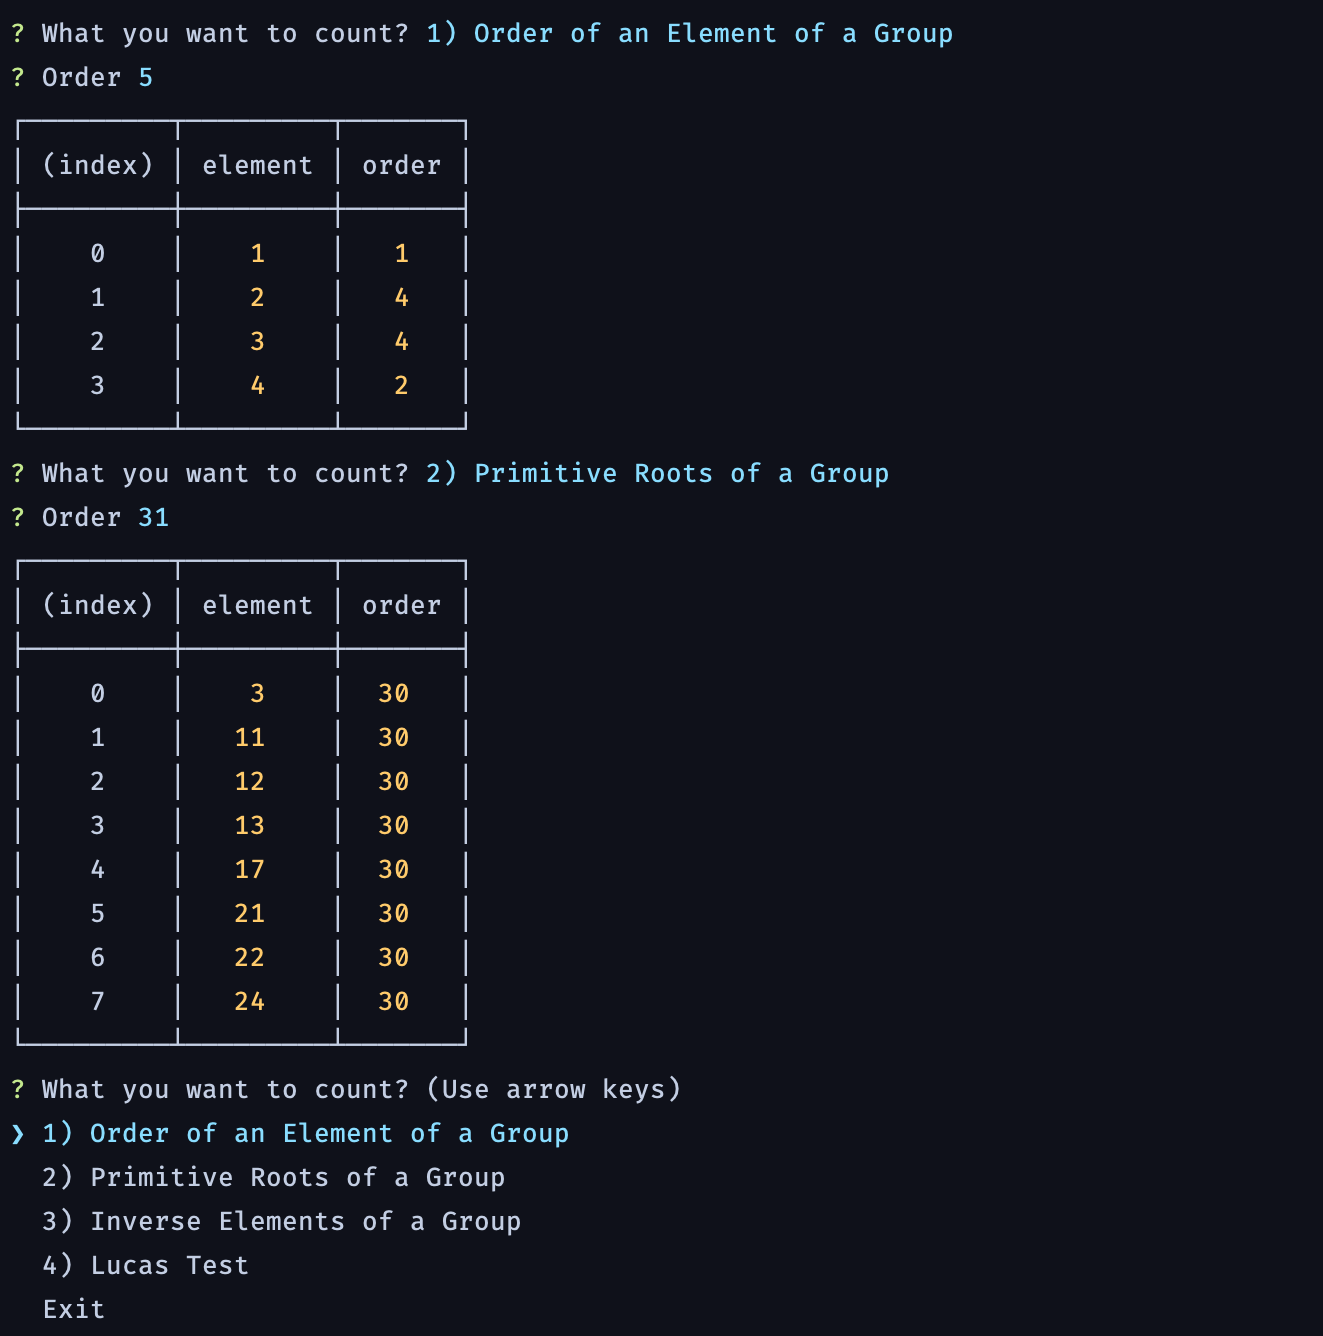 ? What you want to count? 1) Order of an Element of a Group
? Order 5
(index) element order
0 1 1
1 2 4
2 3 4
3 4 2
? What you want to count? 2) Primitive Roots of a Group
? Order 31
(index) element order
0 3 30
1 11 30
2 12 30
3 13 30
4 17 30
5 21 30
6 22 30
7 24 30
? What you want to count? (Use arrow keys)
❯ 1) Order of an Element of a Group
2) Primitive Roots of a Group
3) Inverse Elements of a Group
4) Lucas Test
Exit